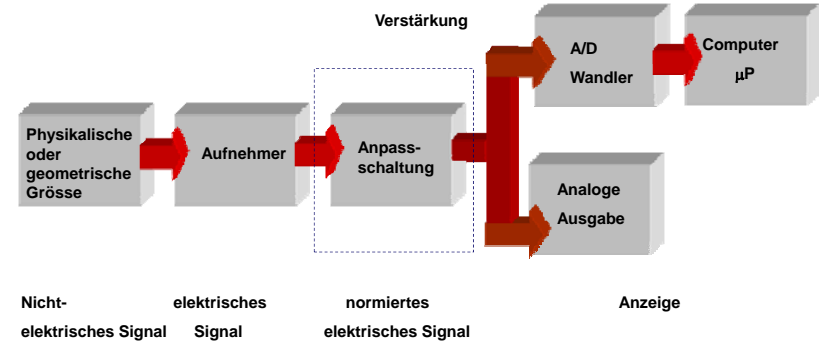 Verstärkung
A/D
Wandler
Computer
µP
Physikalische
oder
geometrische
Grösse
Aufnehmer
Anpass-
schaltung
Analoge
Ausgabe
Nicht-
elektrisches Signal
elektrisches
Signal
normiertes
elektrisches Signal
Anzeige